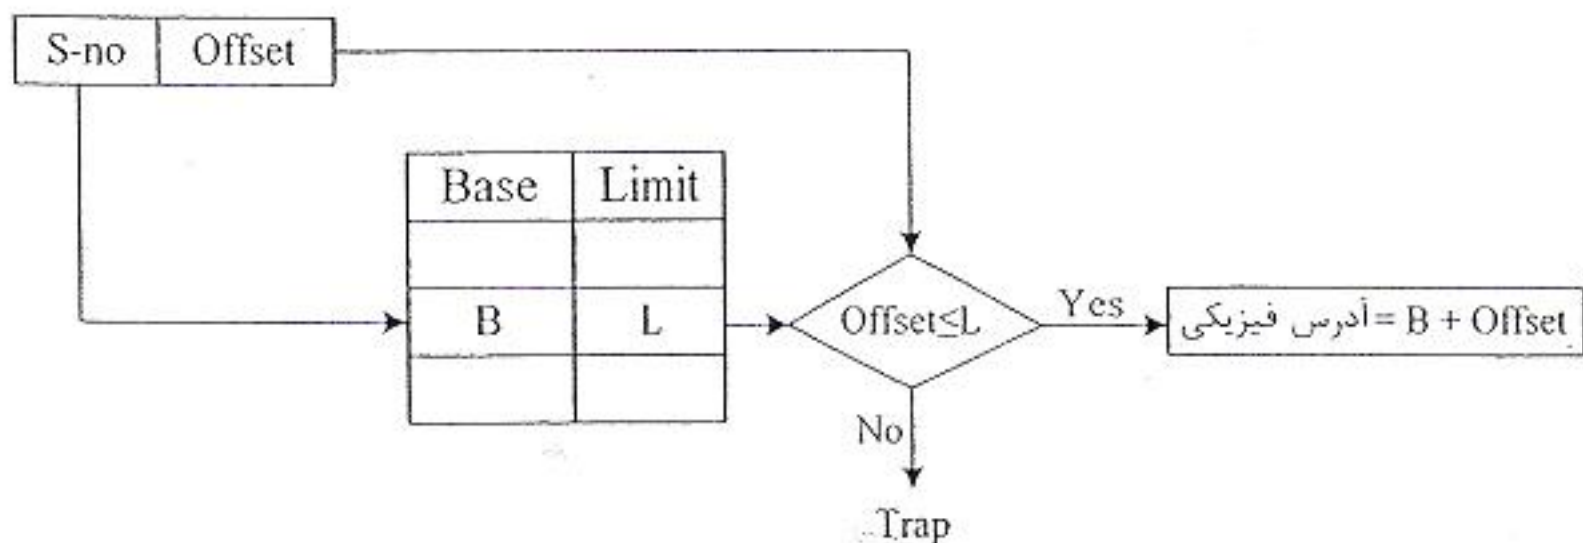 S-no Offset
Base Limit
B L
Offset≤L
Yes
آدرس فیزیکی = B + Offset
No
Trap